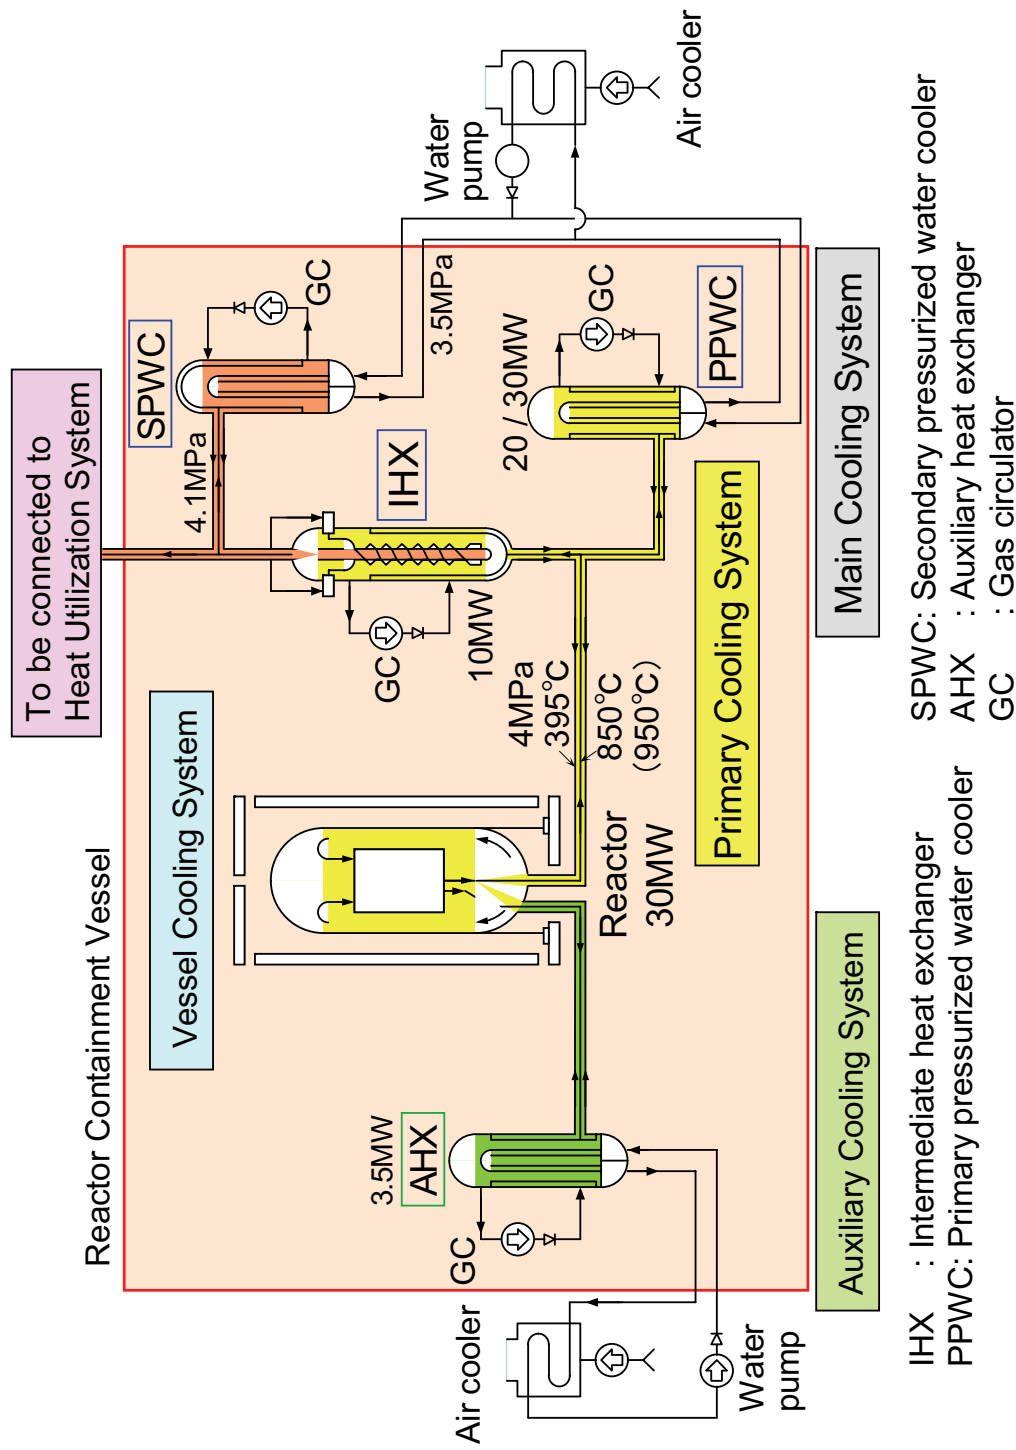 Reactor Containment Vessel
To be connected to
Heat Utilization System
Vessel Cooling System
SPWC
4.1MPa
GC
3.5MPa
Water
pump
Air cooler
IHX
GC
10MW
20 / 30MW
GC
PPWC
3.5MW
AHX
GC
Reactor
30MW
4MPa
395°C
850°C
(950°C)
Primary Cooling System
Air cooler
Water
pump
Auxiliary Cooling System
Main Cooling System
IHX : Intermediate heat exchanger
PPWC: Primary pressurized water cooler
SPWC: Secondary pressurized water cooler
AHX : Auxiliary heat exchanger
GC : Gas circulator